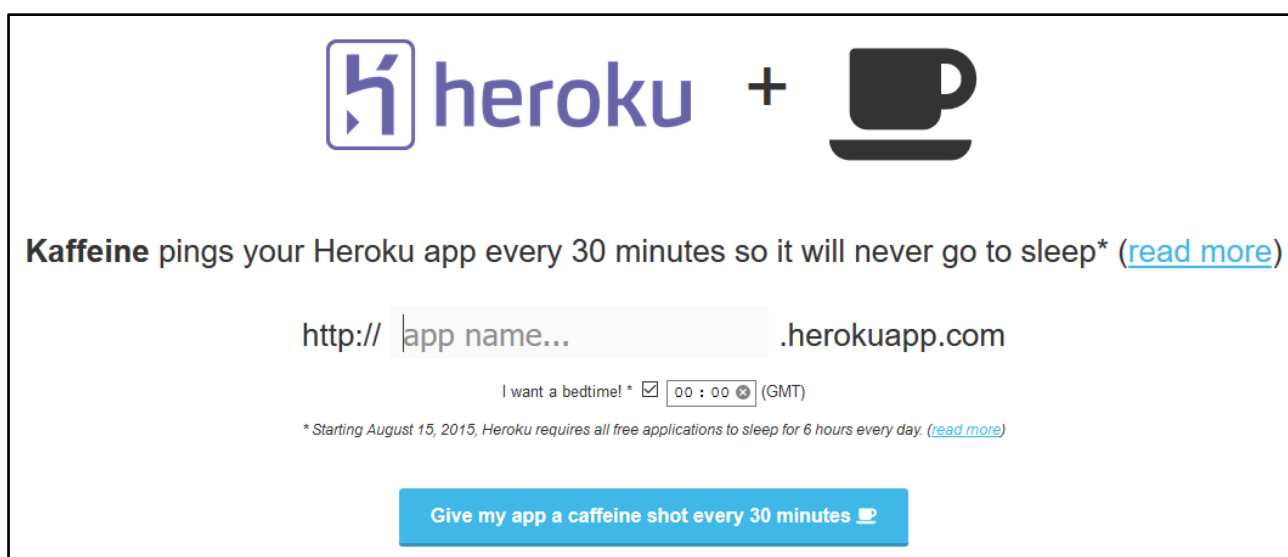 heroku +
Kaffeine pings your Heroku app every 30 minutes so it will never go to sleep* (read more)
http:// app name... .herokuapp.com
I want a bedtime! * 00 : 00 (GMT)
* Starting August 15, 2015, Heroku requires all free applications to sleep for 6 hours every day. (read more)
Give my app a caffeine shot every 30 minutes